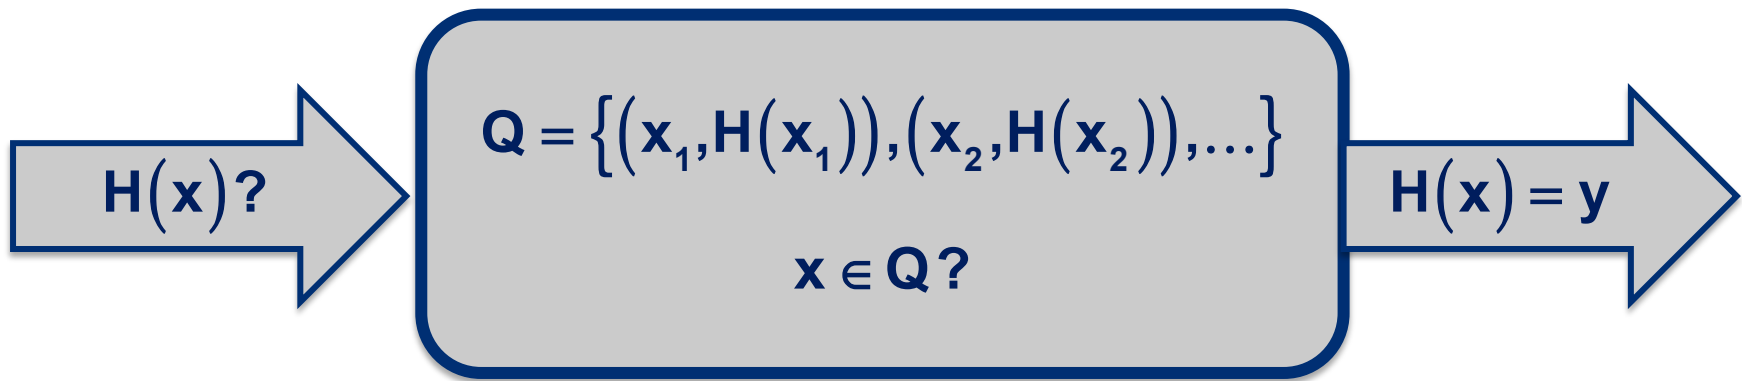 H(x)?
Q = {(x₁,H(x₁)),(x₂,H(x₂)),…}
x ∈ Q?
H(x) = y